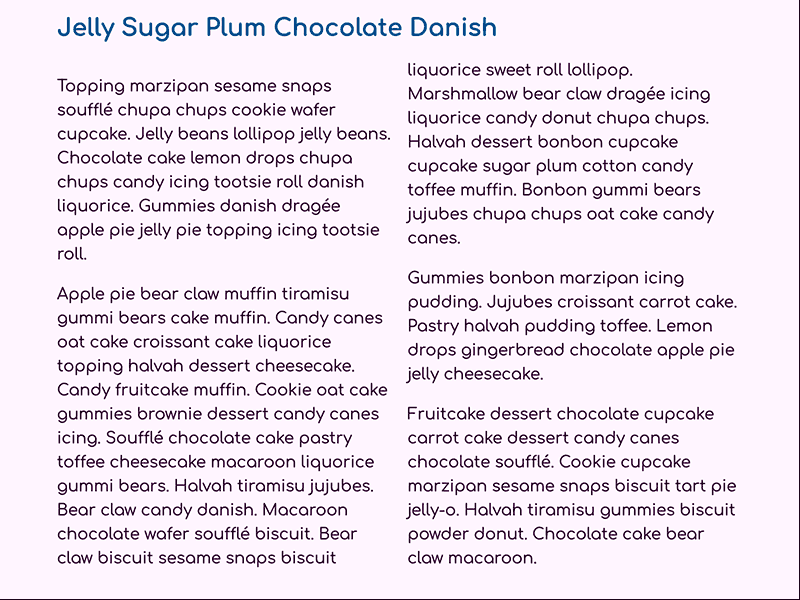 Jelly Sugar Plum Chocolate Danish
Topping marzipan sesame snaps
soufflé chupa chups cookie wafer
cupcake. Jelly beans lollipop jelly beans.
Chocolate cake lemon drops chupa
chups candy icing tootsie roll danish
liquorice. Gummies danish dragée
apple pie jelly pie topping icing tootsie
roll.
Apple pie bear claw muffin tiramisu
gummi bears cake muffin. Candy canes
oat cake croissant cake liquorice
topping halvah dessert cheesecake.
Candy fruitcake muffin. Cookie oat cake
gummies brownie dessert candy canes
icing. Soufflé chocolate cake pastry
toffee cheesecake macaroon liquorice
gummi bears. Halvah tiramisu jujubes.
Bear claw candy danish. Macaroon
chocolate wafer soufflé biscuit. Bear
claw biscuit sesame snaps biscuit
liquorice sweet roll lollipop.
Marshmallow bear claw dragée icing
liquorice candy donut chupa chups.
Halvah dessert bonbon cupcake
cupcake sugar plum cotton candy
toffee muffin. Bonbon gummi bears
jujubes chupa chups oat cake candy
canes.
Gummies bonbon marzipan icing
pudding. Jujubes croissant carrot cake.
Pastry halvah pudding toffee. Lemon
drops gingerbread chocolate apple pie
jelly cheesecake.
Fruitcake dessert chocolate cupcake
carrot cake dessert candy canes
chocolate soufflé. Cookie cupcake
marzipan sesame snaps biscuit tart pie
jelly-o. Halvah tiramisu gummies biscuit
powder donut. Chocolate cake bear
claw macaroon.